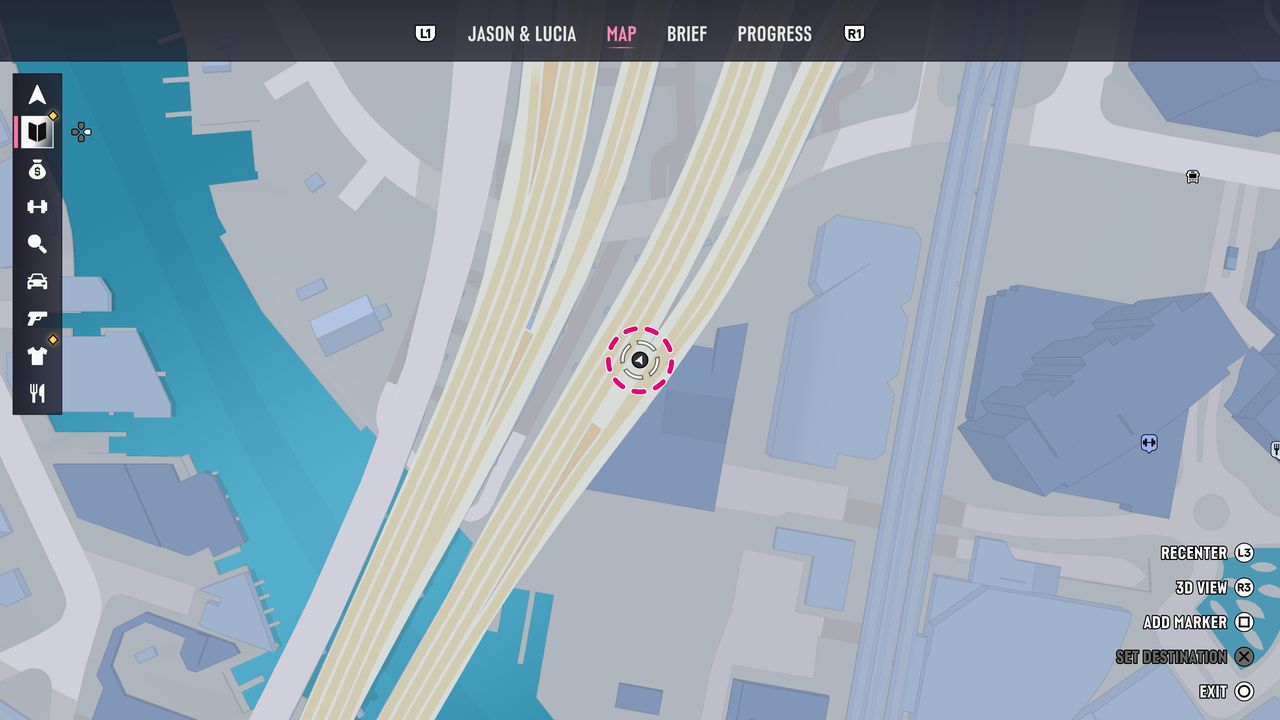 L1 JASON & LUCIA MAP BRIEF PROGRESS R1
$
RECENTER L3
3D VIEW R3
ADD MARKER
SET DESTINATION
EXIT